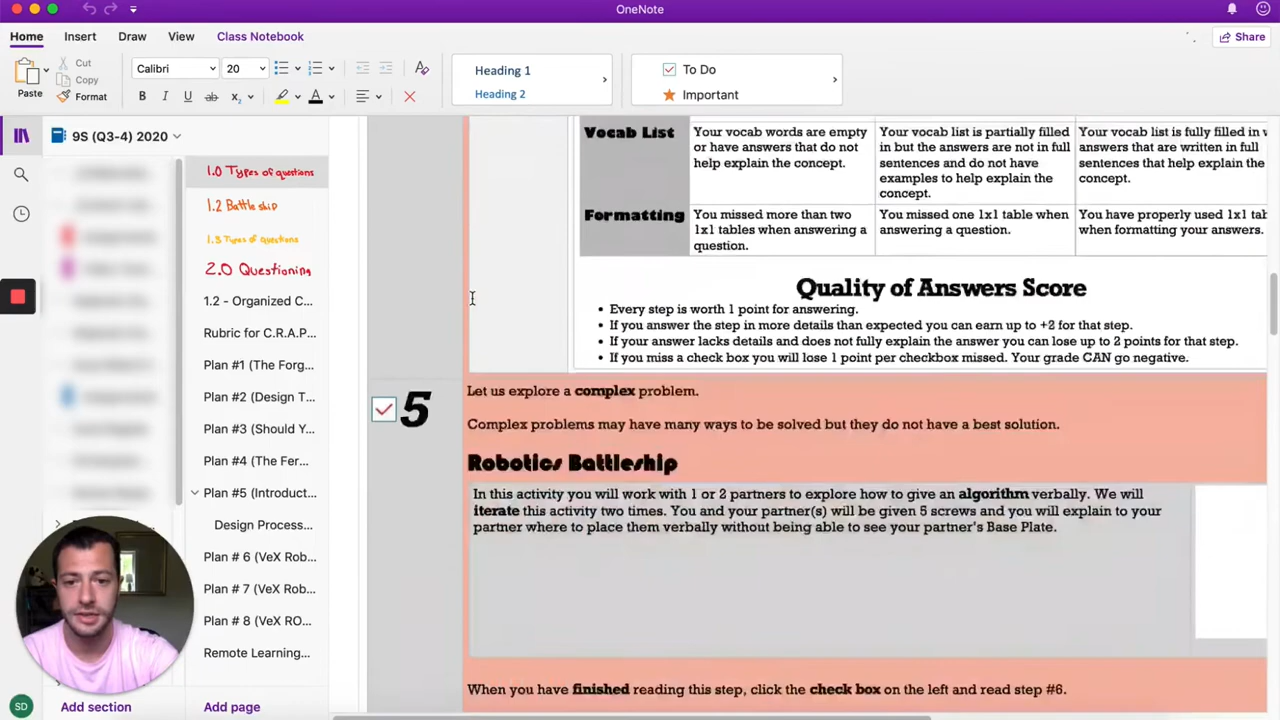 OneNote
Home Insert Draw View Class Notebook
Share
Paste
Cut
Copy
Format
Calibri 20
B I U ab x₂ A
Heading 1
Heading 2
To Do
Important
9S (Q3-4) 2020
1.0 Types of questions
1.2 Battle ship
1.3 Types of questions
2.0 Questioning
1.2 - Organized C...
Rubric for C.R.A.P...
Plan #1 (The Forg...
Plan #2 (Design T...
Plan #3 (Should Y...
Plan #4 (The Fer...
Plan #5 (Introduct...
Design Process...
Plan # 6 (VeX Rob...
Plan # 7 (VeX Rob...
Plan # 8 (VeX RO...
Remote Learning...
SD
Add section
Add page
Vocab List
Your vocab words are empty
or have answers that do not
help explain the concept.
Your vocab list is partially filled
in but the answers are not in full
sentences and do not have
examples to help explain the
concept.
Your vocab list is fully filled in
answers that are written in full
sentences that help explain the
concept.
Formatting
You missed more than two
1x1 tables when answering a
question.
You missed one 1x1 table when
answering a question.
You have properly used 1x1
when formatting your answers.
Quality of Answers Score
• Every step is worth 1 point for answering.
• If you answer the step in more details than expected you can earn up to +2 for that step.
• If your answer lacks details and does not fully explain the answer you can lose up to 2 points for that step.
• If you miss a check box you will lose 1 point per checkbox missed. Your grade CAN go negative.
5
Let us explore a complex problem.
Complex problems may have many ways to be solved but they do not have a best solution.
Robotics Battleship
In this activity you will work with 1 or 2 partners to explore how to give an algorithm verbally. We will
iterate this activity two times. You and your partner(s) will be given 5 screws and you will explain to your
partner where to place them verbally without being able to see your partner's Base Plate.
When you have finished reading this step, click the check box on the left and read step #6.